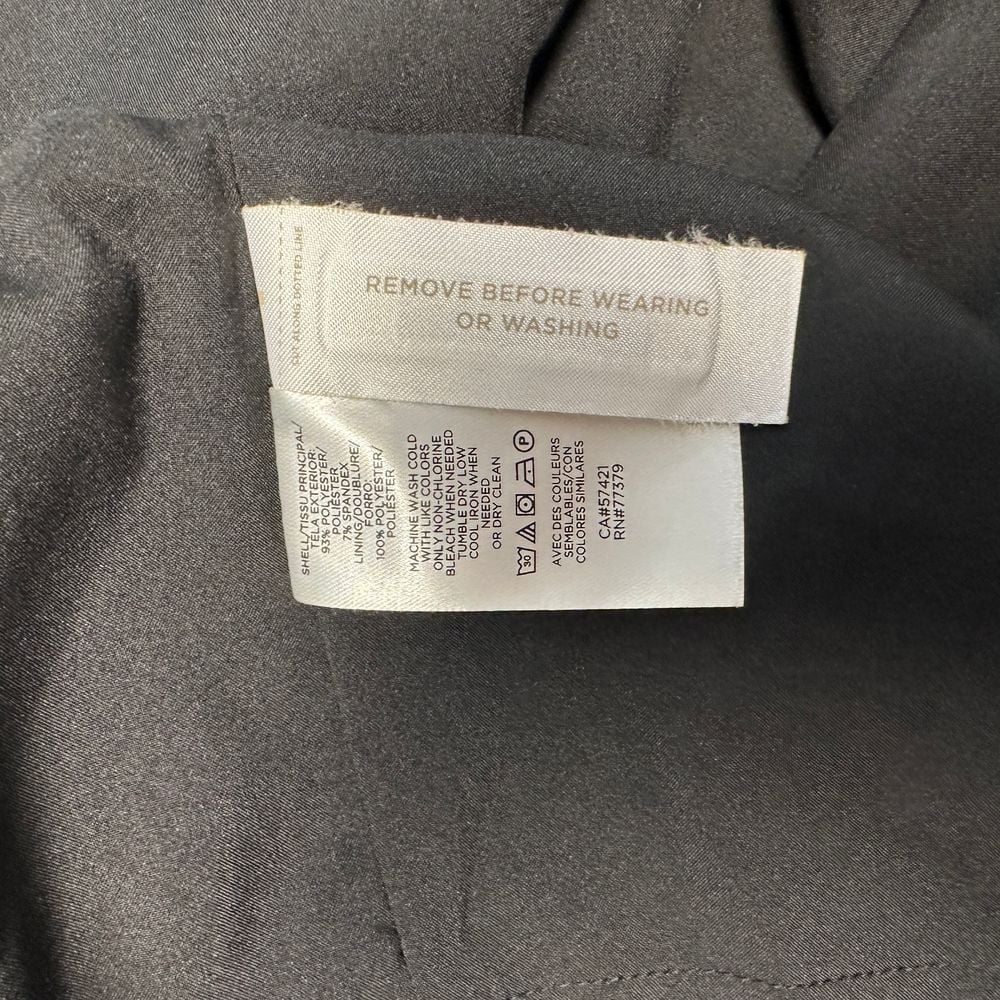 CUT ALONG DOTTED LINE
REMOVE BEFORE WEARING
OR WASHING
SHELL/TISSU PRINCIPAL/
TELA EXTERIOR:
93% POLYESTER/
POLIESTER,
7% SPANDEX
LINING/DOUBLURE/
FORRO:
100% POLYESTER/
POLIESTER
MACHINE WASH COLD
WITH LIKE COLORS
ONLY NON-CHLORINE
BLEACH WHEN NEEDED
TUMBLE DRY LOW
COOL IRON WHEN
NEEDED
OR DRY CLEAN
30
P
AVEC DES COULEURS
SEMBLABLES/CON
COLORES SIMILARES
CA#57421
RN#77379